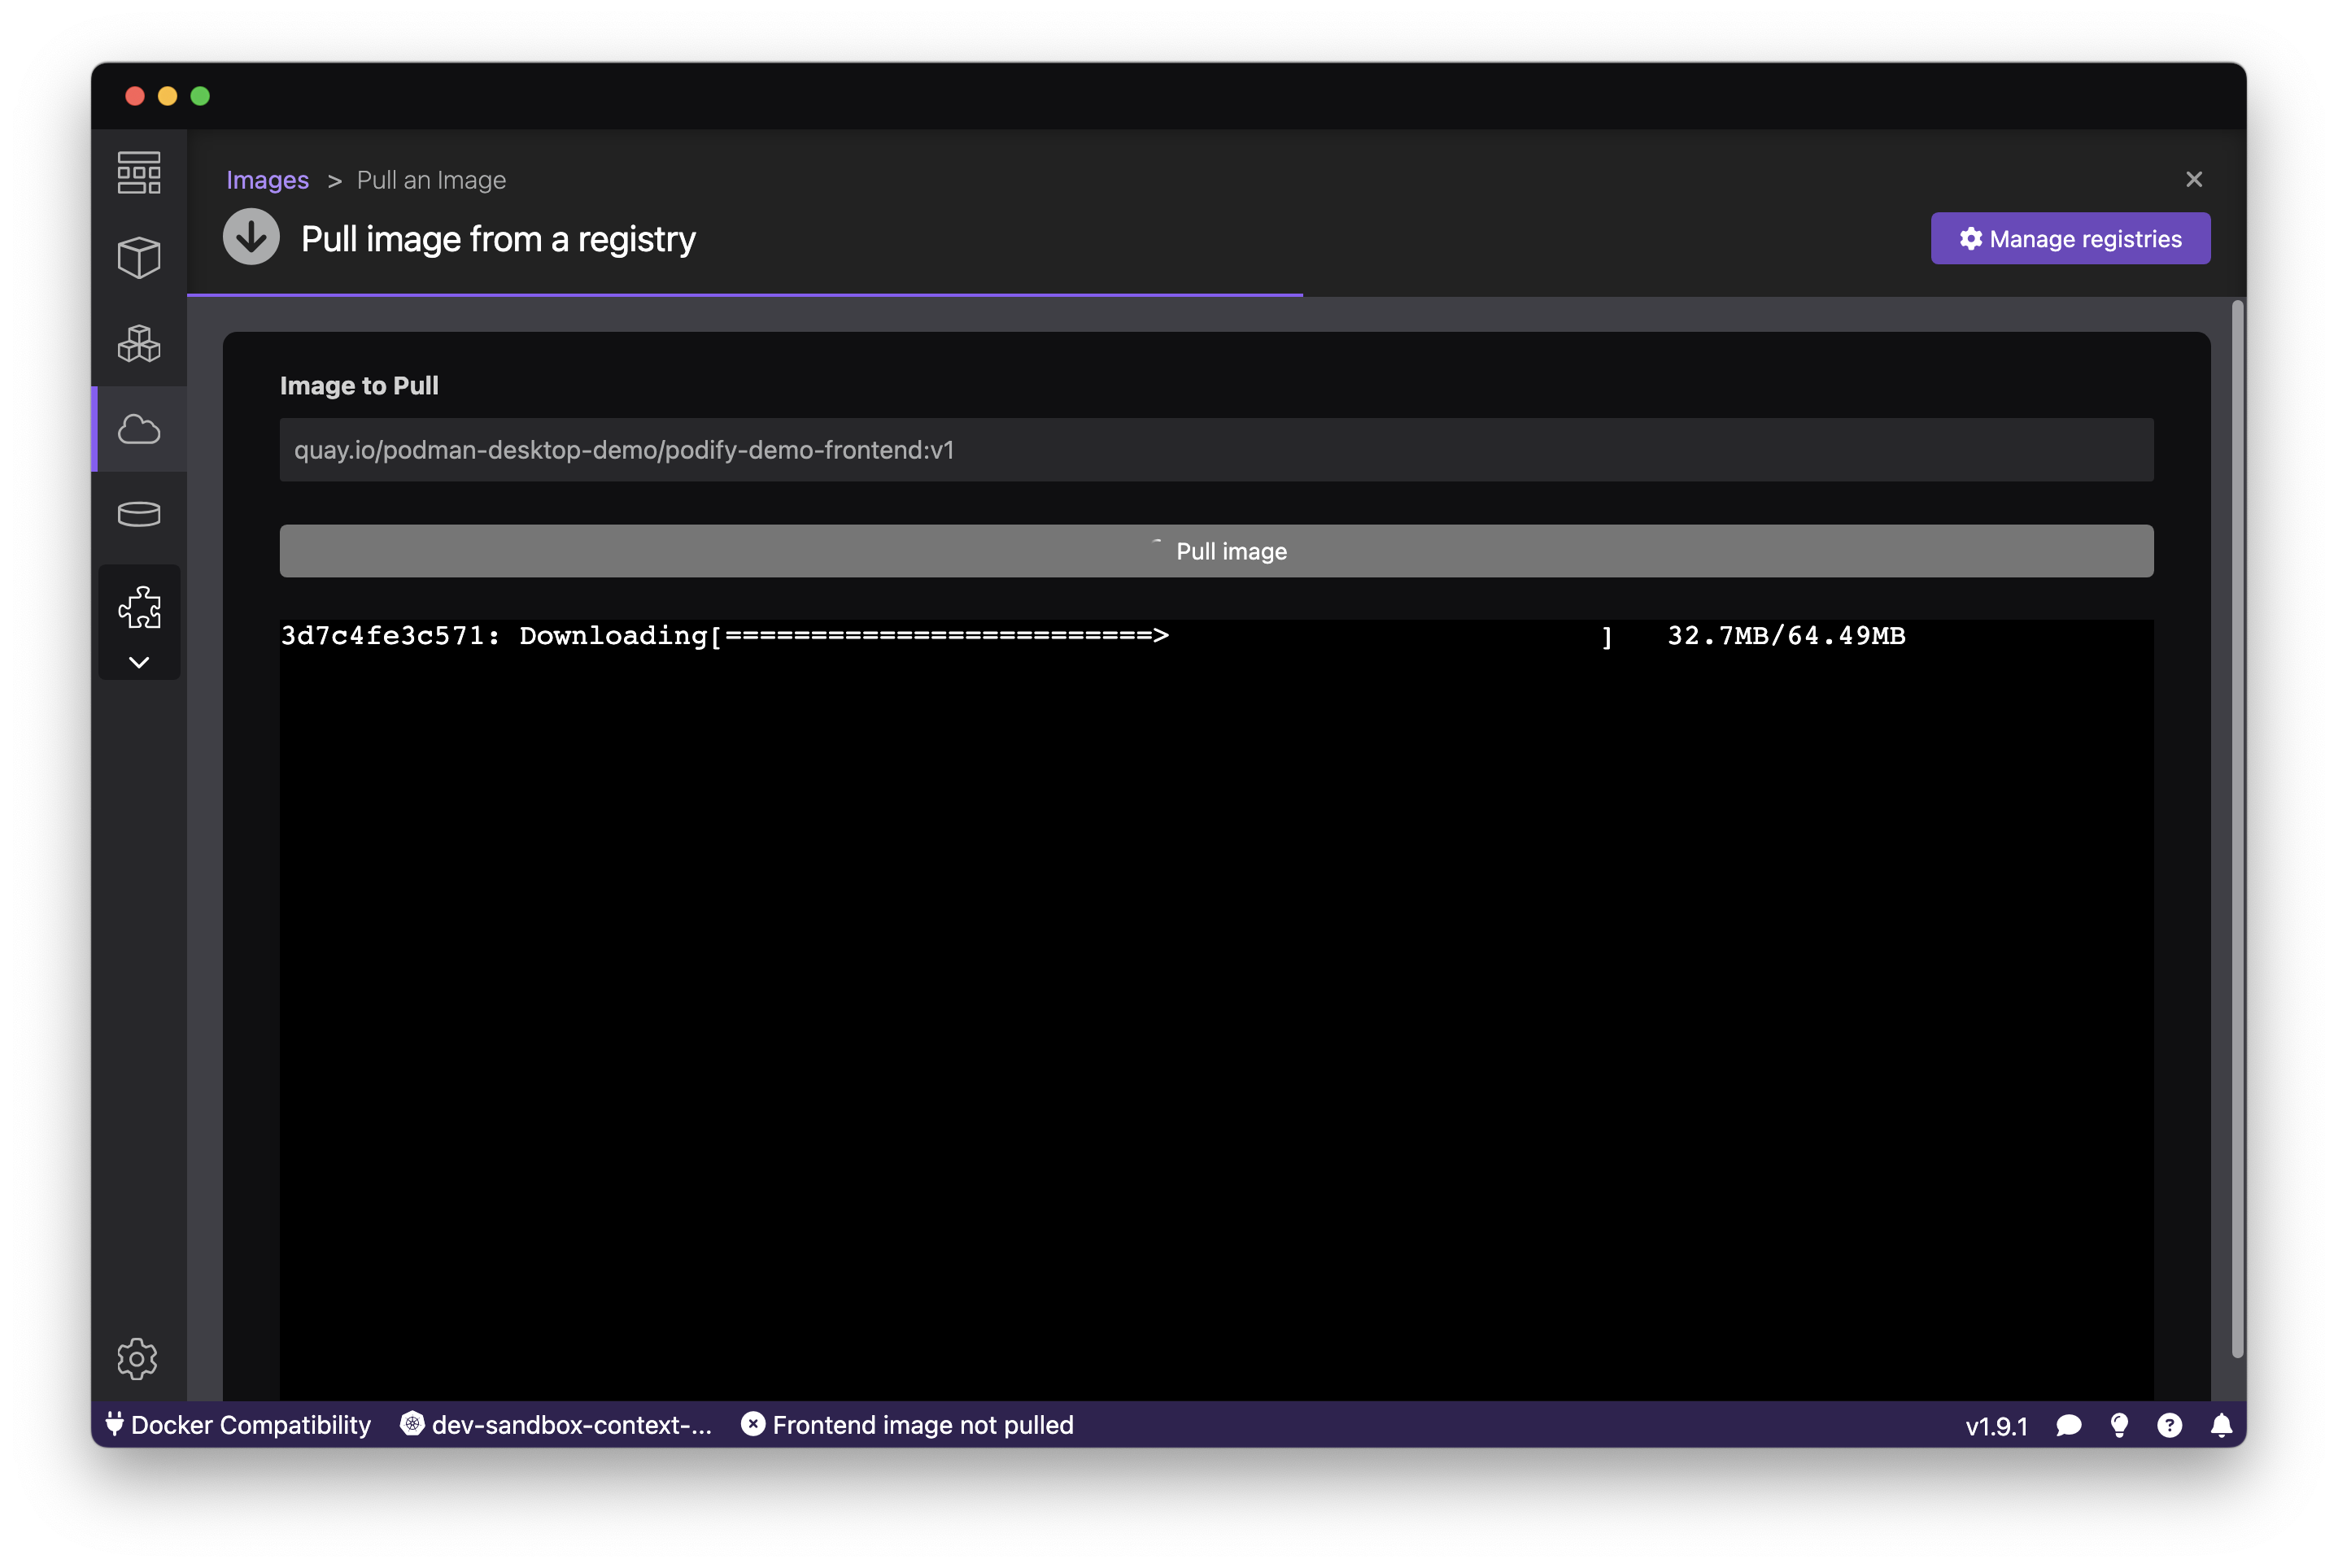 Images > Pull an Image
Pull image from a registry
Manage registries
Image to Pull
quay.io/podman-desktop-demo/podify-demo-frontend:v1
Pull image
3d7c4fe3c571: Downloading[=========================>                         ]   32.7MB/64.49MB
Docker Compatibility dev-sandbox-context-... Frontend image not pulled v1.9.1